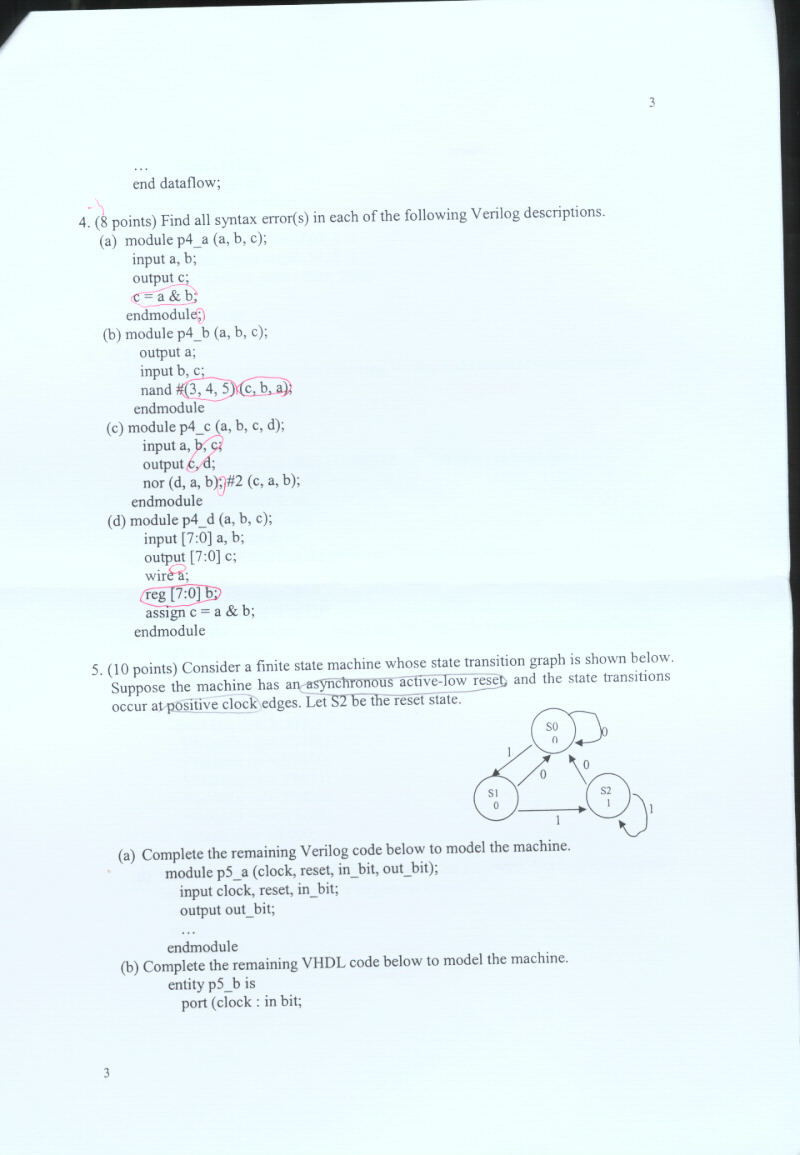 3
...
end dataflow;
4. (8 points) Find all syntax error(s) in each of the following Verilog descriptions.
(a) module p4_a (a, b, c);
input a, b;
output c;
c = a & b;
endmodule;
(b) module p4_b (a, b, c);
output a;
input b, c;
nand #(3, 4, 5) (c, b, a);
endmodule
(c) module p4_c (a, b, c, d);
input a, b, c;
output c, d;
nor (d, a, b); #2 (c, a, b);
endmodule
(d) module p4_d (a, b, c);
input [7:0] a, b;
output [7:0] c;
wire a;
reg [7:0] b;
assign c = a & b;
endmodule
5. (10 points) Consider a finite state machine whose state transition graph is shown below.
Suppose the machine has an asynchronous active-low reset, and the state transitions
occur at positive clock edges. Let S2 be the reset state.
S0
0
0
1
0
0
S1
0
S2
1
1
1
(a) Complete the remaining Verilog code below to model the machine.
module p5_a (clock, reset, in_bit, out_bit);
input clock, reset, in_bit;
output out_bit;
...
endmodule
(b) Complete the remaining VHDL code below to model the machine.
entity p5_b is
port (clock : in bit;
3